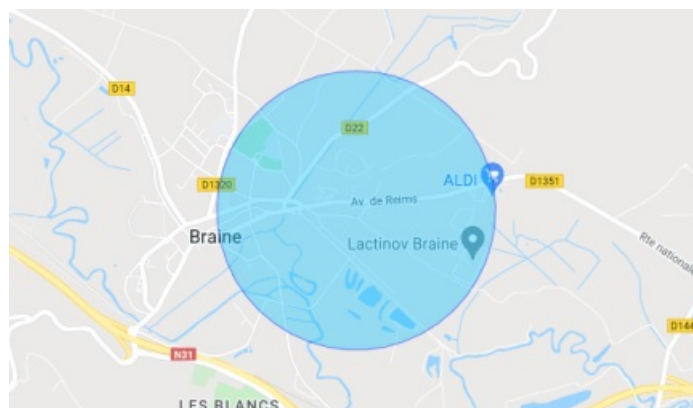 D14
D22
ALDI
D1351
D1320
Av. de Reims
Braine
Lactinov Braine
Rte nationale
D144
N31
LES BLANCS